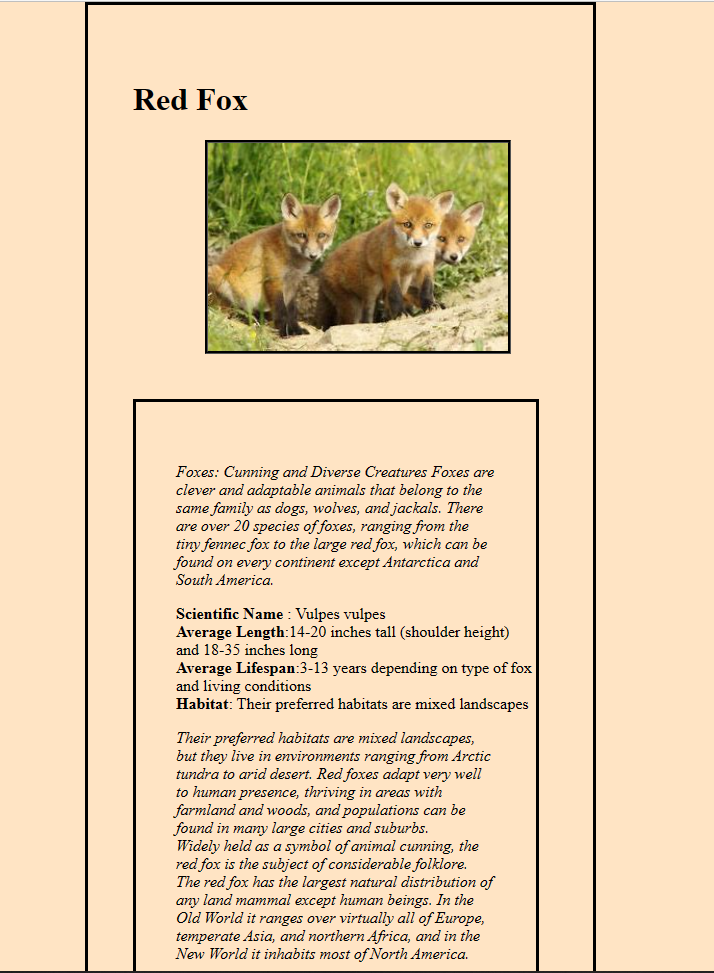 Red Fox
Foxes: Cunning and Diverse Creatures Foxes are
clever and adaptable animals that belong to the
same family as dogs, wolves, and jackals. There
are over 20 species of foxes, ranging from the
tiny fennec fox to the large red fox, which can be
found on every continent except Antarctica and
South America.
Scientific Name : Vulpes vulpes
Average Length:14-20 inches tall (shoulder height)
and 18-35 inches long
Average Lifespan:3-13 years depending on type of fox
and living conditions
Habitat: Their preferred habitats are mixed landscapes
Their preferred habitats are mixed landscapes,
but they live in environments ranging from Arctic
tundra to arid desert. Red foxes adapt very well
to human presence, thriving in areas with
farmland and woods, and populations can be
found in many large cities and suburbs.
Widely held as a symbol of animal cunning, the
red fox is the subject of considerable folklore.
The red fox has the largest natural distribution of
any land mammal except human beings. In the
Old World it ranges over virtually all of Europe,
temperate Asia, and northern Africa, and in the
New World it inhabits most of North America.